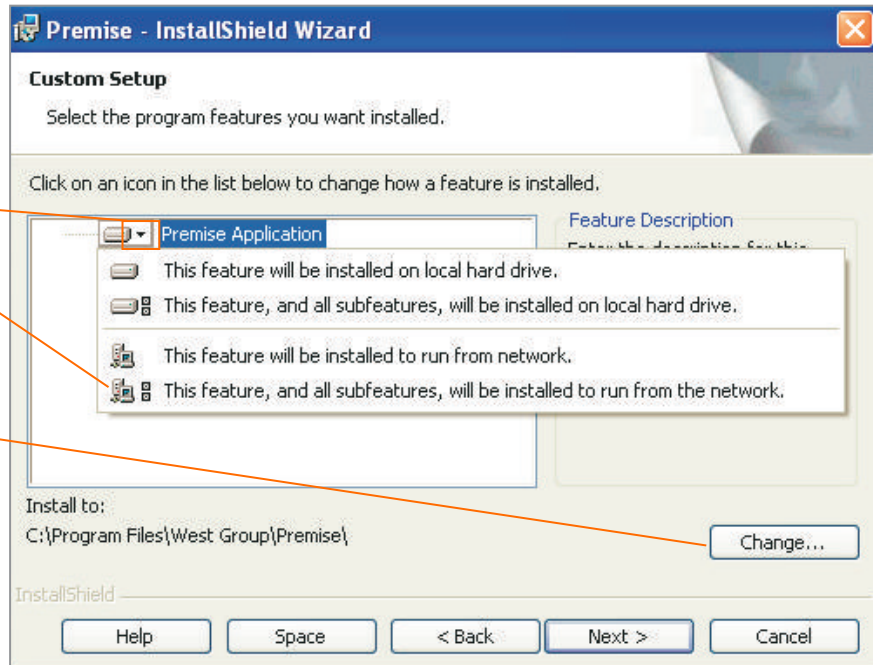 Premise - InstallShield Wizard
Custom Setup
Select the program features you want installed.
Click on an icon in the list below to change how a feature is installed.
Premise Application
Feature Description
This feature will be installed on local hard drive.
This feature, and all subfeatures, will be installed on local hard drive.
This feature will be installed to run from network.
This feature, and all subfeatures, will be installed to run from the network.
Install to:
C:\Program Files\West Group\Premise\
Change...
InstallShield
Help Space < Back Next > Cancel